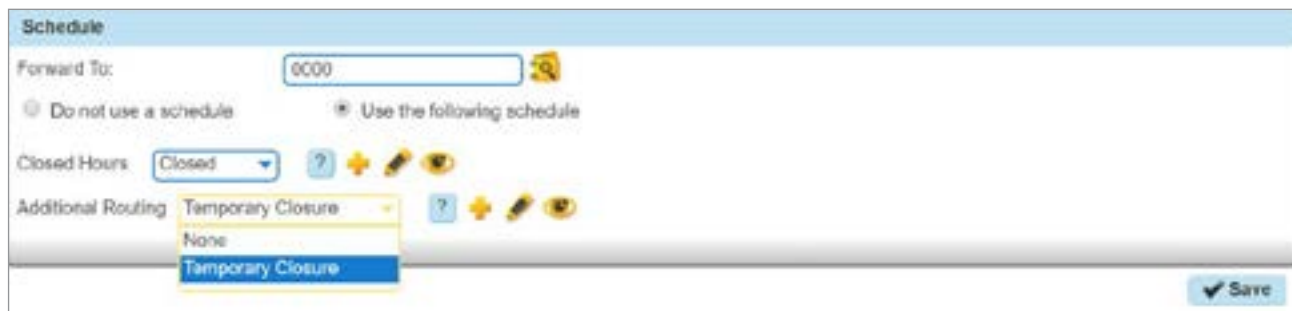 Schedule
Forward To: 0000
Do not use a schedule Use the following schedule
Closed Hours Closed ?
Additional Routing Temporary Closure ?
None
Temporary Closure
Save